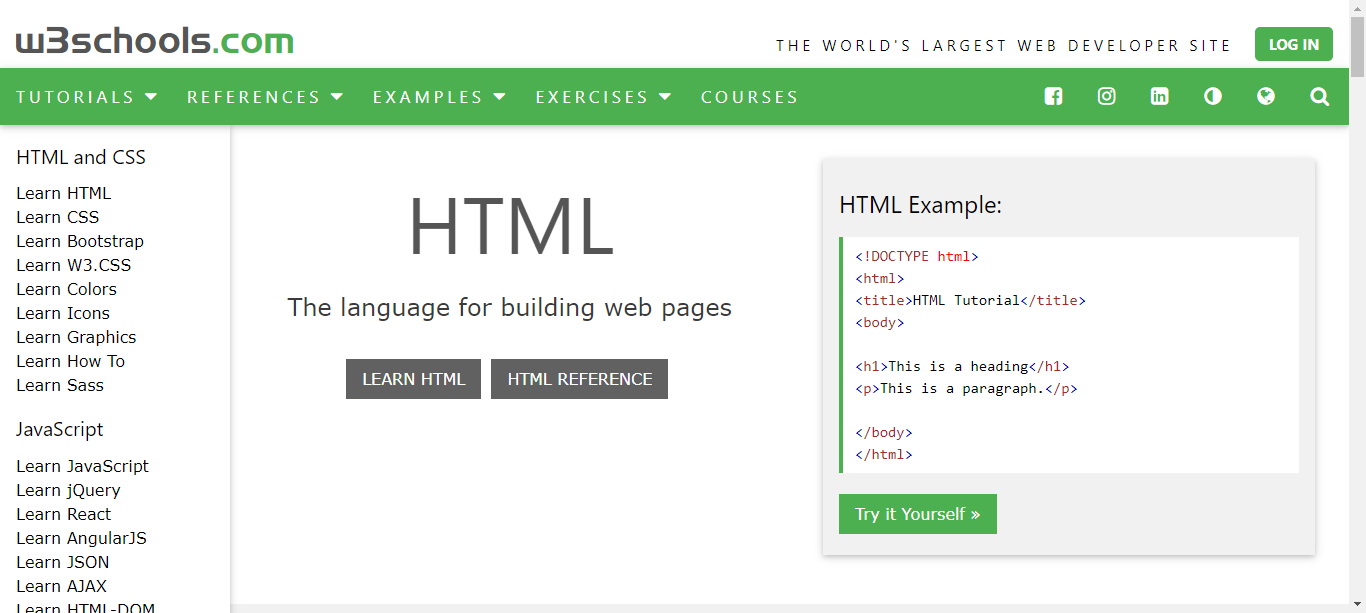 w3schools.com
THE WORLD'S LARGEST WEB DEVELOPER SITE
LOG IN
TUTORIALS REFERENCES EXAMPLES EXERCISES COURSES
HTML and CSS
Learn HTML
Learn CSS
Learn Bootstrap
Learn W3.CSS
Learn Colors
Learn Icons
Learn Graphics
Learn How To
Learn Sass
JavaScript
Learn JavaScript
Learn jQuery
Learn React
Learn AngularJS
Learn JSON
Learn AJAX
Learn HTML-DOM
HTML
The language for building web pages
LEARN HTML
HTML REFERENCE
HTML Example:
<!DOCTYPE html>
<html>
<title>HTML Tutorial</title>
<body>
<h1>This is a heading</h1>
<p>This is a paragraph.</p>
</body>
</html>
Try it Yourself »